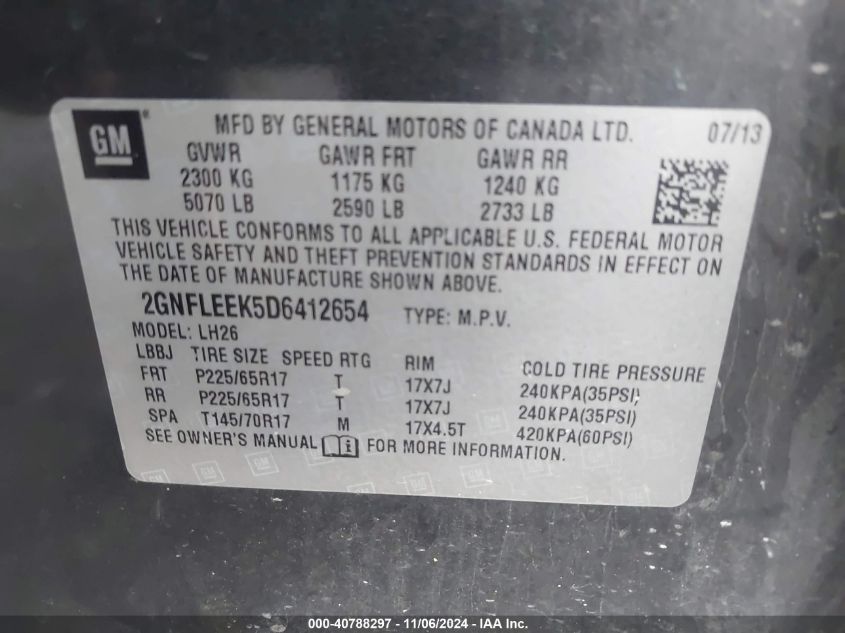 GM
MFD BY GENERAL MOTORS OF CANADA LTD. 07/13
GVWR GAWR FRT GAWR RR
2300 KG 1175 KG 1240 KG
5070 LB 2590 LB 2733 LB
THIS VEHICLE CONFORMS TO ALL APPLICABLE U.S. FEDERAL MOTOR
VEHICLE SAFETY AND THEFT PREVENTION STANDARDS IN EFFECT ON
THE DATE OF MANUFACTURE SHOWN ABOVE.
2GNFLEEK5D6412654 TYPE: M.P.V.
MODEL: LH26
LBBJ TIRE SIZE SPEED RTG RIM COLD TIRE PRESSURE
FRT P225/65R17 T 17X7J 240KPA(35PSI)
RR P225/65R17 T 17X7J 240KPA(35PSI)
SPA T145/70R17 M 17X4.5T 420KPA(60PSI)
SEE OWNER'S MANUAL FOR MORE INFORMATION.
000-40788297 - 11/06/2024 - IAA Inc.